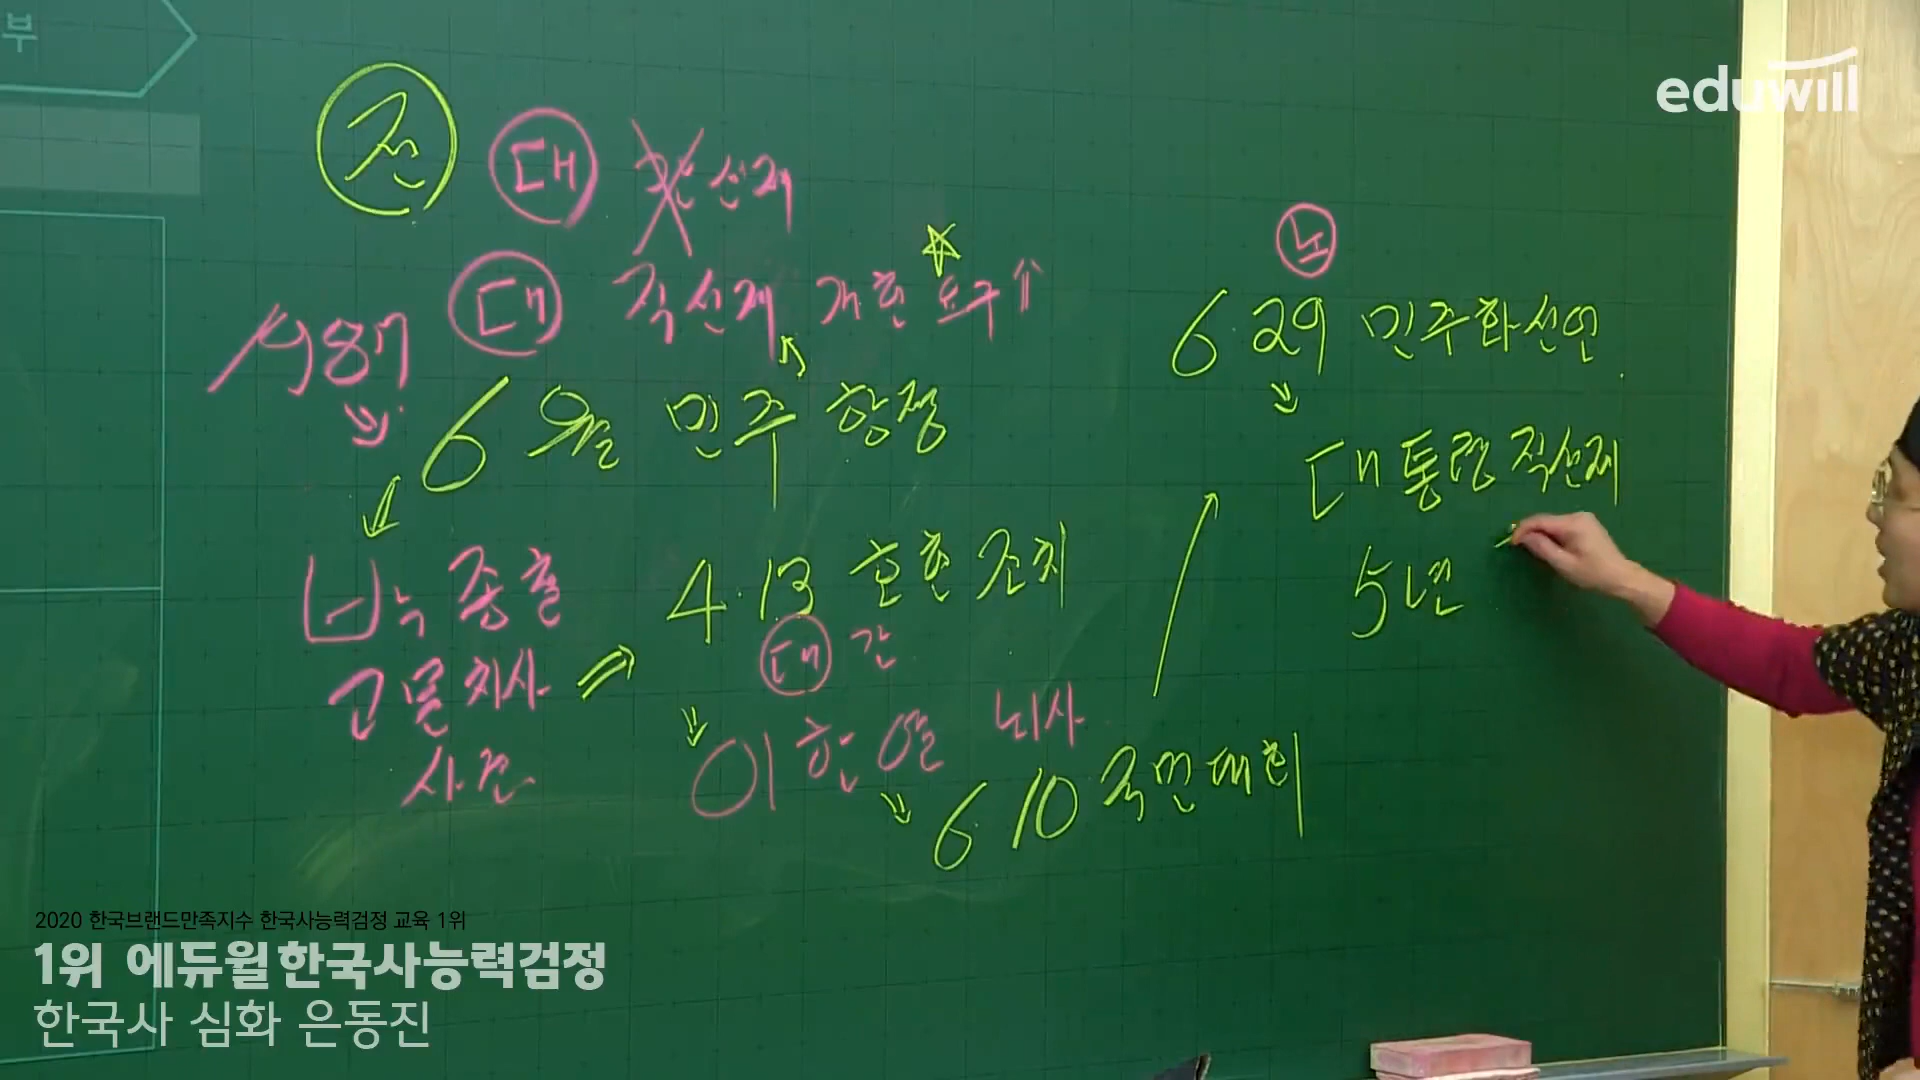 부
eduwill
전 대 간선제
대 직선제 개헌 요구⇑
1987
6월 민주 항쟁
박종철
고문치사
사건
4·13 호헌 조치
대 간
이한열 뇌사
6·10 국민대회
노
6·29 민주화선언
대통령 직선제
5년
2020 한국브랜드만족지수 한국사능력검정 교육 1위
1위 에듀윌 한국사능력검정
한국사 심화 은동진